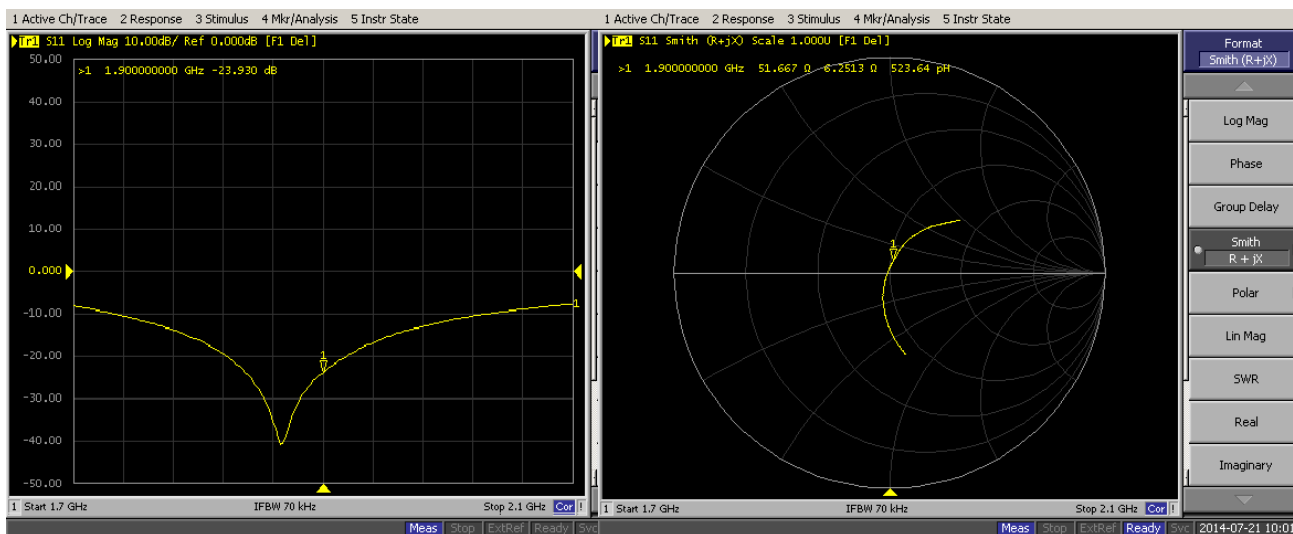 1 Active Ch/Trace 2 Response 3 Stimulus 4 Mkr/Analysis 5 Instr State
Tr1 S11 Log Mag 10.00dB/ Ref 0.000dB [F1 Del]
50.00
>1 1.900000000 GHz -23.930 dB
40.00
30.00
20.00
10.00
0.000
-10.00
-20.00
-30.00
-40.00
-50.00
1
1
1 Start 1.7 GHz IFBW 70 kHz Stop 2.1 GHz Cor !
Meas Stop ExtRef Ready Svc
1 Active Ch/Trace 2 Response 3 Stimulus 4 Mkr/Analysis 5 Instr State
Tr1 S11 Smith (R+jX) Scale 1.000U [F1 Del]
>1 1.900000000 GHz 51.667 Ω 6.2513 Ω 523.64 pH
1
1 Start 1.7 GHz IFBW 70 kHz Stop 2.1 GHz Cor !
Meas Stop ExtRef Ready Svc 2014-07-21 10:01
Format
Smith (R+jX)
Log Mag
Phase
Group Delay
Smith
R + jX
Polar
Lin Mag
SWR
Real
Imaginary